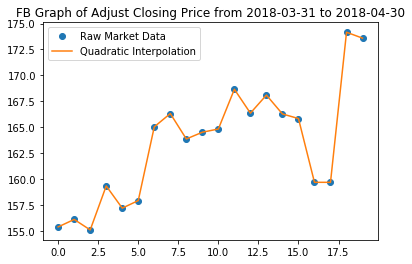 FB Graph of Adjust Closing Price from 2018-03-31 to 2018-04-30
175.0
172.5
170.0
167.5
165.0
162.5
160.0
157.5
155.0
Raw Market Data
Quadratic Interpolation
0.0 2.5 5.0 7.5 10.0 12.5 15.0 17.5